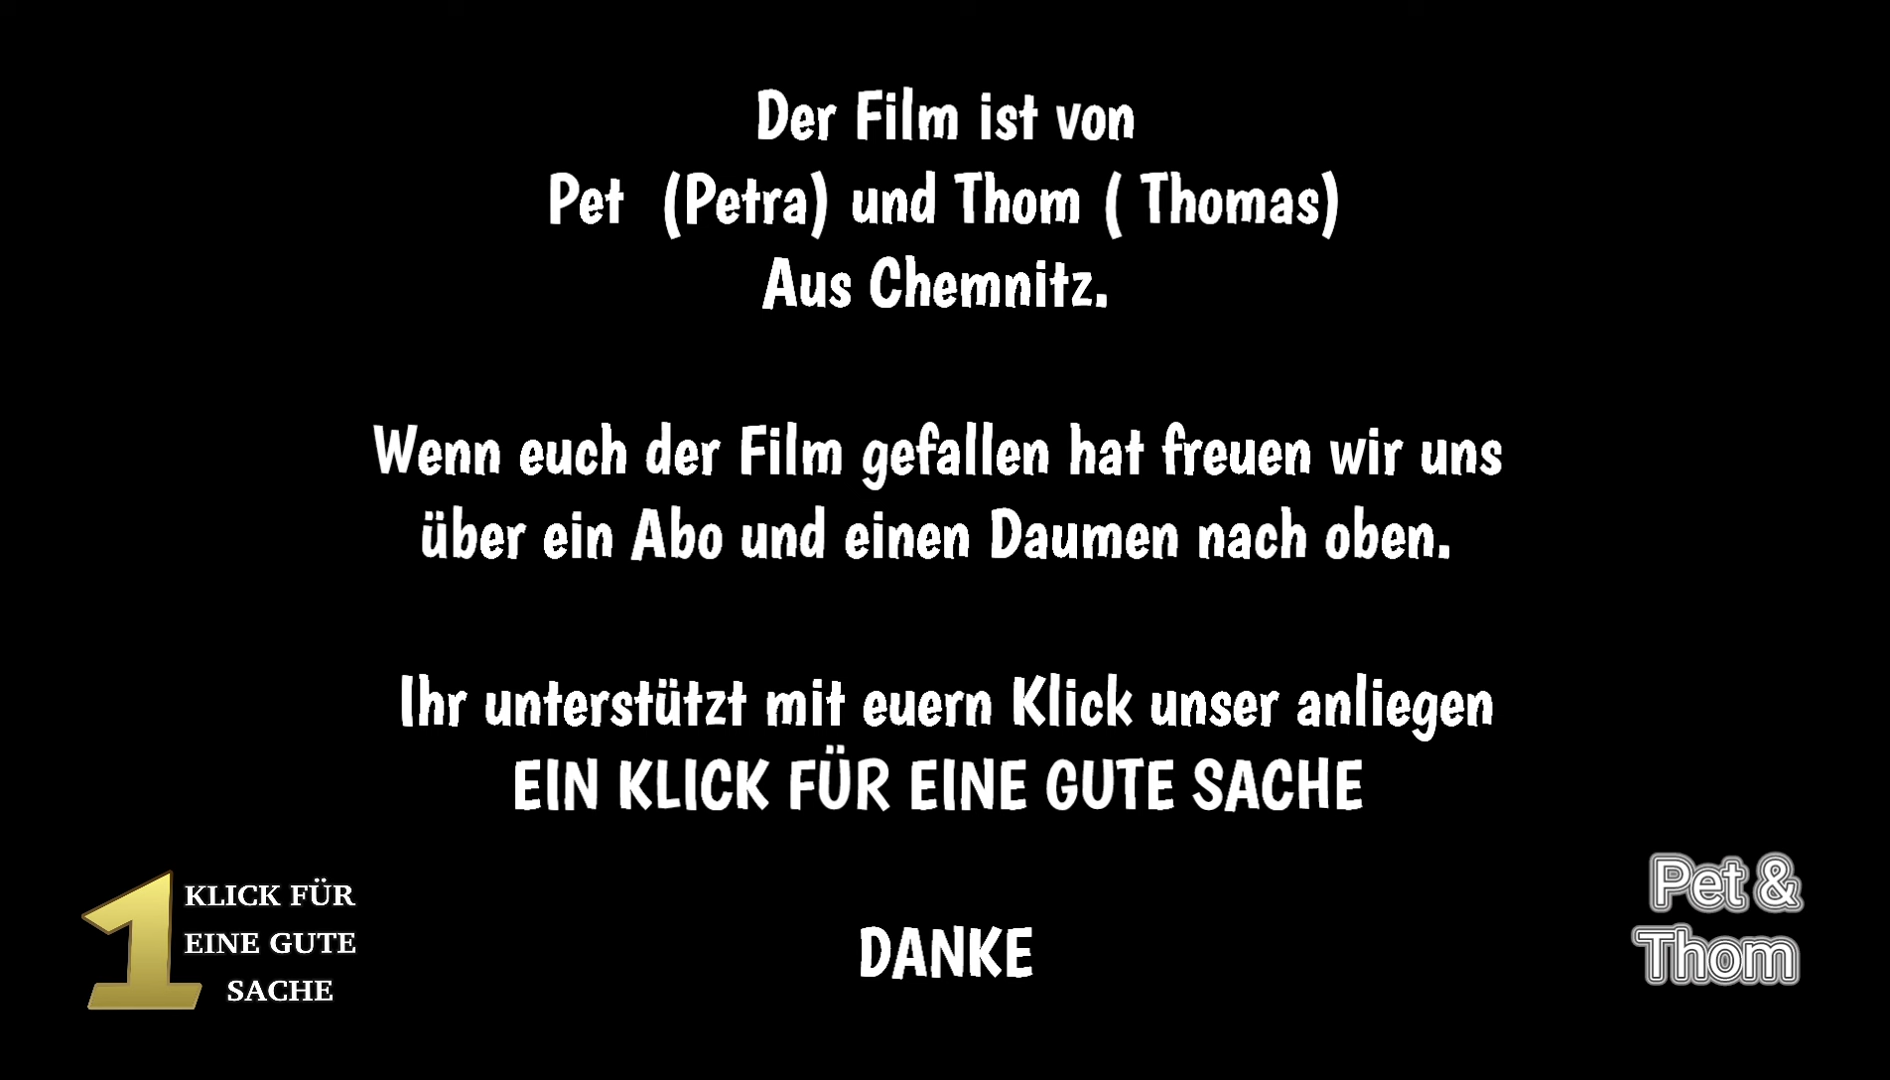 Der Film ist von
Pet  (Petra) und Thom ( Thomas)
Aus Chemnitz.
Wenn euch der Film gefallen hat freuen wir uns
über ein Abo und einen Daumen nach oben.
Ihr unterstützt mit euern Klick unser anliegen
EIN KLICK FÜR EINE GUTE SACHE
DANKE
1 KLICK FÜR
EINE GUTE
SACHE
Pet &
Thom